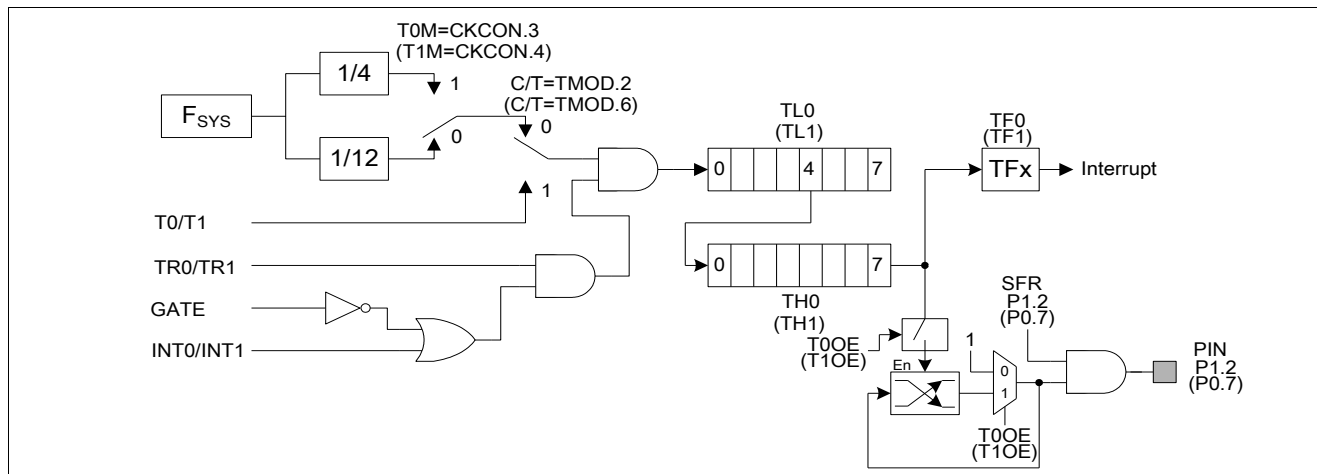 T0M=CKCON.3
(T1M=CKCON.4)
1/4
1
C/T=TMOD.2
(C/T=TMOD.6)
FSYS
0
0
1/12
1
T0/T1
TR0/TR1
GATE
INT0/INT1
TL0
(TL1)
0 4 7
TF0
(TF1)
TFx
Interrupt
0 7
TH0
(TH1)
T0OE
(T1OE)
En
SFR
P1.2
(P0.7)
1
0
1
T0OE
(T1OE)
PIN
P1.2
(P0.7)